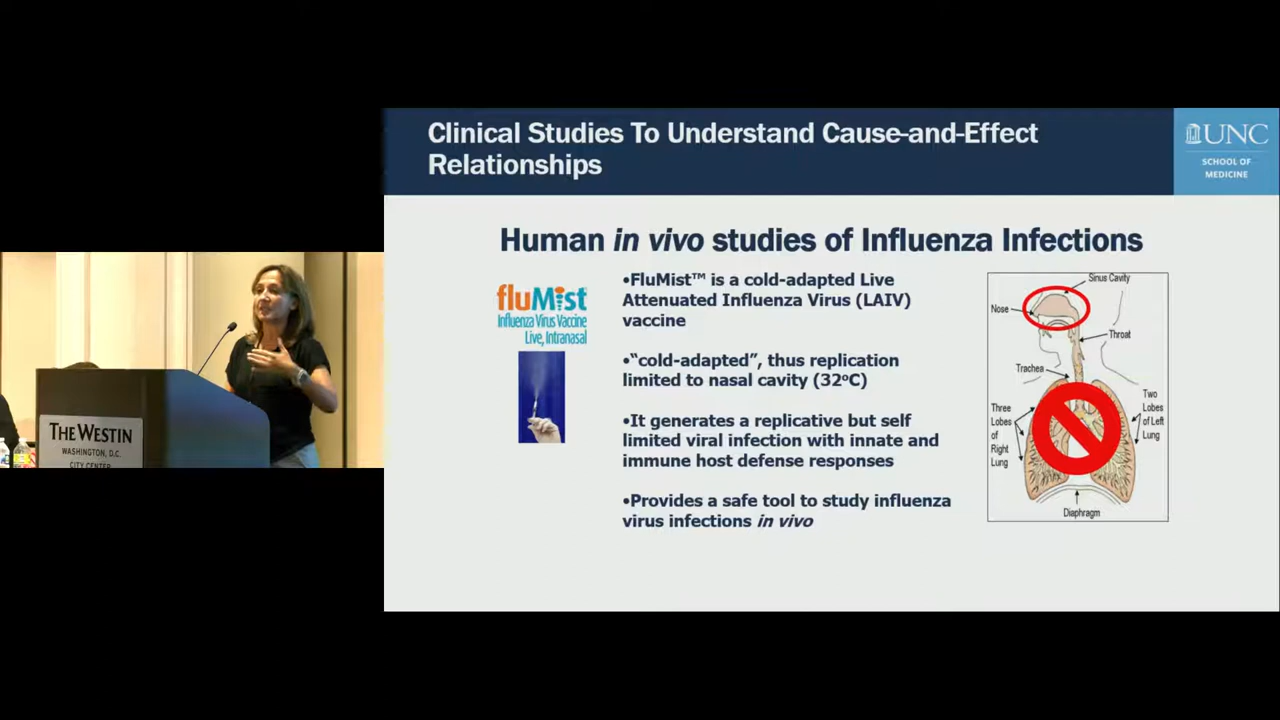 Clinical Studies To Understand Cause-and-Effect
Relationships
UNC
SCHOOL OF
MEDICINE
Human in vivo studies of Influenza Infections
fluMist
Influenza Virus Vaccine
Live, Intranasal
•FluMist™ is a cold-adapted Live
Attenuated Influenza Virus (LAIV)
vaccine
•“cold-adapted”, thus replication
limited to nasal cavity (32ºC)
•It generates a replicative but self
limited viral infection with innate and
immune host defense responses
•Provides a safe tool to study influenza
virus infections in vivo
Sinus Cavity
Nose
Throat
Trachea
Three
Lobes
of
Right
Lung
Two
Lobes
of Left
Lung
Diaphragm
THE WESTIN
WASHINGTON, D.C.
CITY CENTER